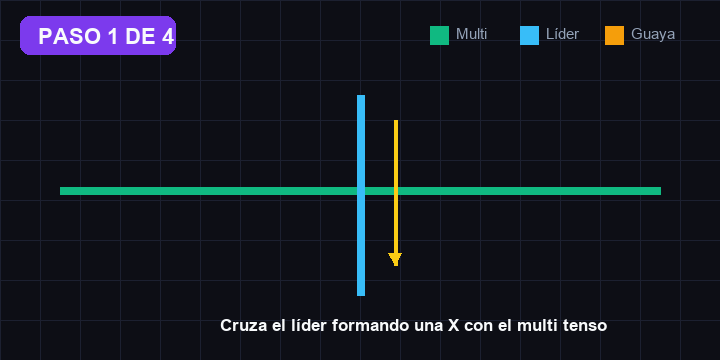 PASO 1 DE 4
Multi
Líder
Guaya
Cruza el líder formando una X con el multi tenso